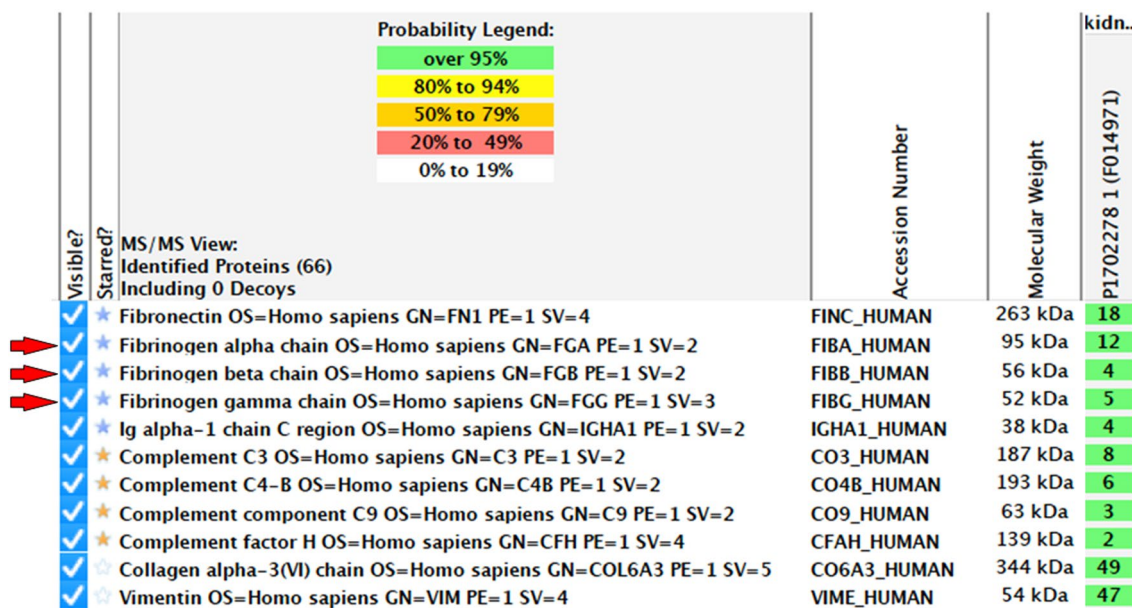 kidn..
Probability Legend:
over 95%
80% to 94%
50% to 79%
20% to 49%
0% to 19%
Visible?
Starred?
MS/MS View:
Identified Proteins (66)
Including 0 Decoys
Accession Number
Molecular Weight
P1702278 1 (F014971)
Fibronectin OS=Homo sapiens GN=FN1 PE=1 SV=4 FINC_HUMAN 263 kDa 18
Fibrinogen alpha chain OS=Homo sapiens GN=FGA PE=1 SV=2 FIBA_HUMAN 95 kDa 12
Fibrinogen beta chain OS=Homo sapiens GN=FGB PE=1 SV=2 FIBB_HUMAN 56 kDa 4
Fibrinogen gamma chain OS=Homo sapiens GN=FGG PE=1 SV=3 FIBG_HUMAN 52 kDa 5
Ig alpha-1 chain C region OS=Homo sapiens GN=IGHA1 PE=1 SV=2 IGHA1_HUMAN 38 kDa 4
Complement C3 OS=Homo sapiens GN=C3 PE=1 SV=2 CO3_HUMAN 187 kDa 8
Complement C4-B OS=Homo sapiens GN=C4B PE=1 SV=2 CO4B_HUMAN 193 kDa 6
Complement component C9 OS=Homo sapiens GN=C9 PE=1 SV=2 CO9_HUMAN 63 kDa 3
Complement factor H OS=Homo sapiens GN=CFH PE=1 SV=4 CFAH_HUMAN 139 kDa 2
Collagen alpha-3(VI) chain OS=Homo sapiens GN=COL6A3 PE=1 SV=5 CO6A3_HUMAN 344 kDa 49
Vimentin OS=Homo sapiens GN=VIM PE=1 SV=4 VIME_HUMAN 54 kDa 47